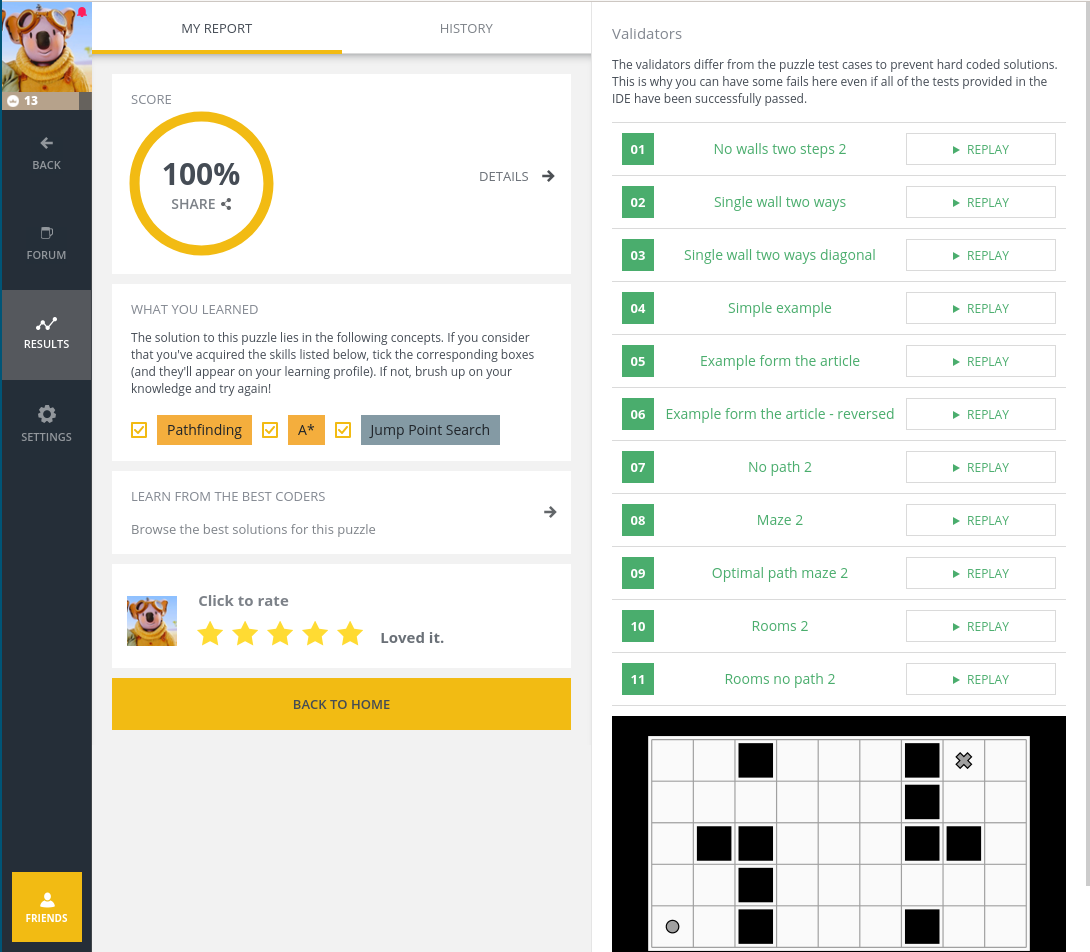 13
BACK
FORUM
RESULTS
SETTINGS
FRIENDS
MY REPORT
HISTORY
SCORE
100%
SHARE
DETAILS
WHAT YOU LEARNED
The solution to this puzzle lies in the following concepts. If you consider
that you've acquired the skills listed below, tick the corresponding boxes
(and they'll appear on your learning profile). If not, brush up on your
knowledge and try again!
Pathfinding
A*
Jump Point Search
LEARN FROM THE BEST CODERS
Browse the best solutions for this puzzle
Click to rate
Loved it.
BACK TO HOME
Validators
The validators differ from the puzzle test cases to prevent hard coded solutions.
This is why you can have some fails here even if all of the tests provided in the
IDE have been successfully passed.
01 No walls two steps 2 REPLAY
02 Single wall two ways REPLAY
03 Single wall two ways diagonal REPLAY
04 Simple example REPLAY
05 Example form the article REPLAY
06 Example form the article - reversed REPLAY
07 No path 2 REPLAY
08 Maze 2 REPLAY
09 Optimal path maze 2 REPLAY
10 Rooms 2 REPLAY
11 Rooms no path 2 REPLAY